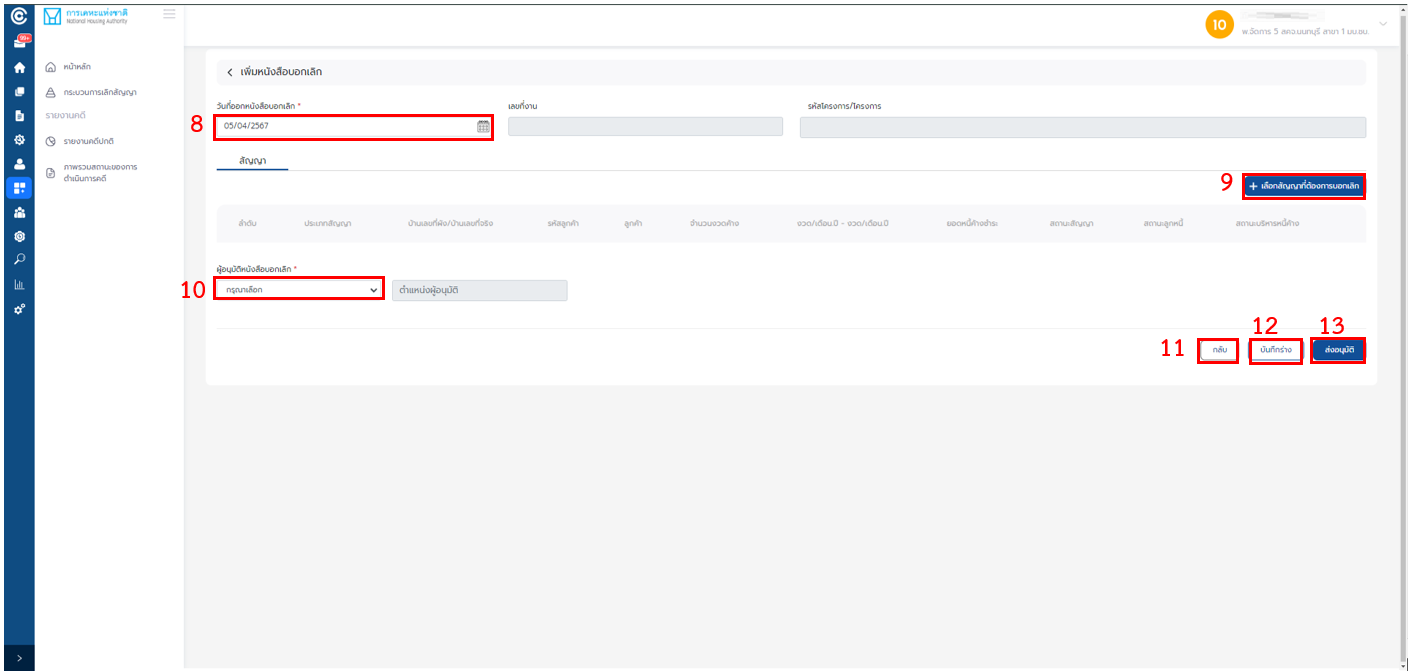 การเคหะแห่งชาติ
National Housing Authority
99+
10
พ.จัดการ 5 สคจ.นนทบุรี สาขา 1 มบ.ชบ.
หน้าหลัก
กระบวนการเลิกสัญญา
รายงานคดี
รายงานคดีปกติ
ภาพรวมสถานะของการ
ดำเนินการคดี
เพิ่มหนังสือบอกเลิก
วันที่ออกหนังสือบอกเลิก *
เลขที่งาน
รหัสโครงการ/โครงการ
8
05/04/2567
สัญญา
9
+ เลือกสัญญาที่ต้องการบอกเลิก
ลำดับ ประเภทสัญญา บ้านเลขที่ผัง/บ้านเลขที่จริง รหัสลูกค้า ลูกค้า จำนวนงวดค้าง งวด/เดือน.ปี - งวด/เดือน.ปี ยอดหนี้ค้างชำระ สถานะสัญญา สถานะลูกหนี้ สถานะบริหารหนี้ค้าง
ผู้อนุมัติหนังสือบอกเลิก *
10
กรุณาเลือก
ตำแหน่งผู้อนุมัติ
11
12
13
กลับ
บันทึกร่าง
ส่งอนุมัติ